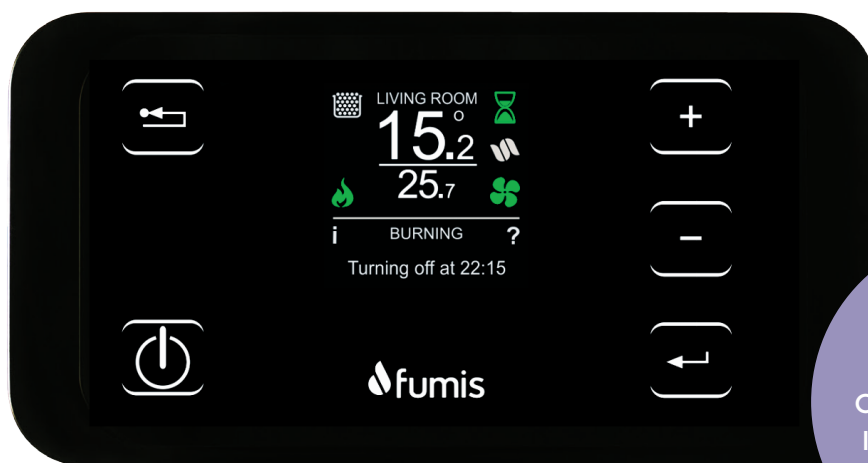 LIVING ROOM
15.2°
25.7
i BURNING ?
Turning off at 22:15
+
-
fumis